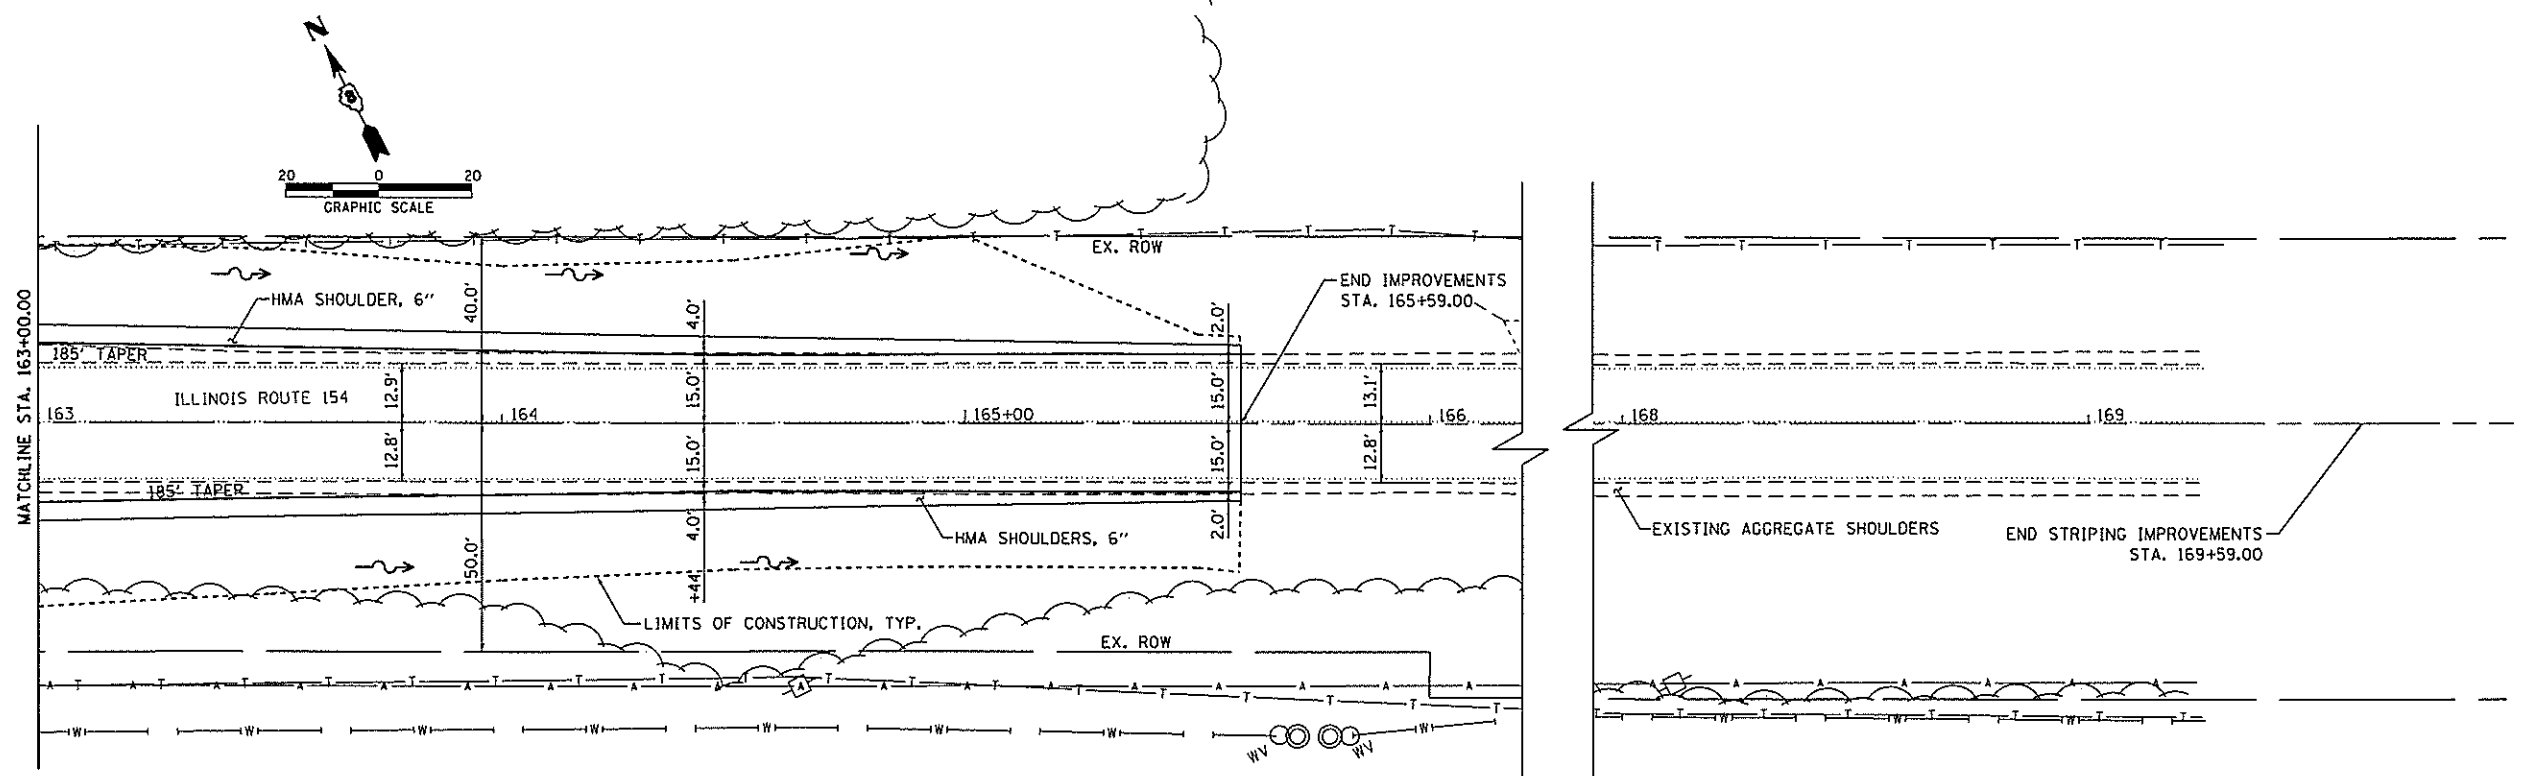 N
20 0 20
GRAPHIC SCALE
MATCHLINE STA. 163+00.00
EX. ROW
HMA SHOULDER, 6"
END IMPROVEMENTS
STA. 165+59.00
40.0'
4.0'
2.0'
185' TAPER
ILLINOIS ROUTE 154
12.9'
15.0'
15.0'
13.1'
163
164
165+00
166
168
169
12.8'
15.0'
15.0'
12.8'
185' TAPER
4.0'
2.0'
HMA SHOULDERS, 6"
EXISTING AGGREGATE SHOULDERS
END STRIPING IMPROVEMENTS
STA. 169+59.00
50.0'
+44
LIMITS OF CONSTRUCTION, TYP.
EX. ROW
A T A T A T A T A T A T A T A T A T A T A T A T A T A T A T A T A T A T
W W W W W W W W W W W W
WV WV